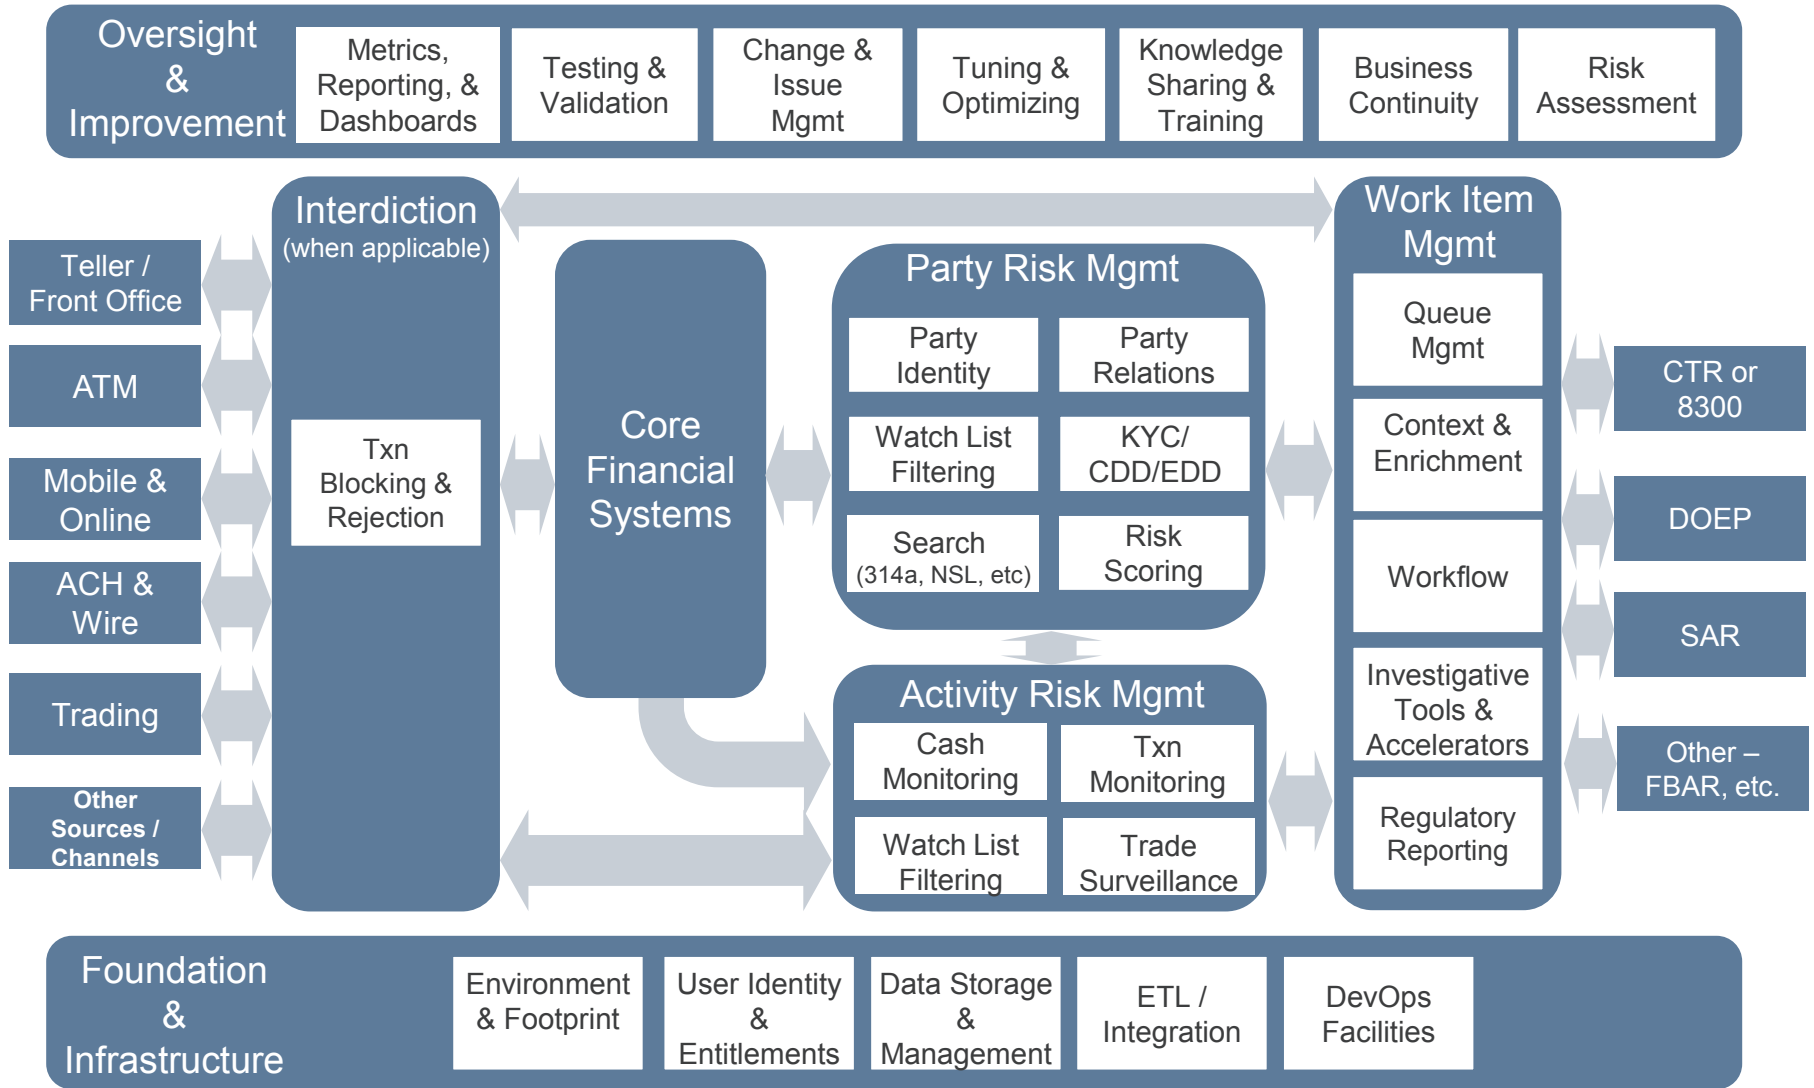 Oversight
&
Improvement
Metrics,
Reporting, &
Dashboards
Testing &
Validation
Change &
Issue
Mgmt
Tuning &
Optimizing
Knowledge
Sharing &
Training
Business
Continuity
Risk
Assessment
Teller /
Front Office
ATM
Mobile &
Online
ACH &
Wire
Trading
Other
Sources /
Channels
Interdiction
(when applicable)
Txn
Blocking &
Rejection
Core
Financial
Systems
Party Risk Mgmt
Party
Identity
Party
Relations
Watch List
Filtering
KYC/
CDD/EDD
Search
(314a, NSL, etc)
Risk
Scoring
Activity Risk Mgmt
Cash
Monitoring
Txn
Monitoring
Watch List
Filtering
Trade
Surveillance
Work Item
Mgmt
Queue
Mgmt
Context &
Enrichment
Workflow
Investigative
Tools &
Accelerators
Regulatory
Reporting
CTR or
8300
DOEP
SAR
Other –
FBAR, etc.
Foundation
&
Infrastructure
Environment
& Footprint
User Identity
&
Entitlements
Data Storage
&
Management
ETL /
Integration
DevOps
Facilities